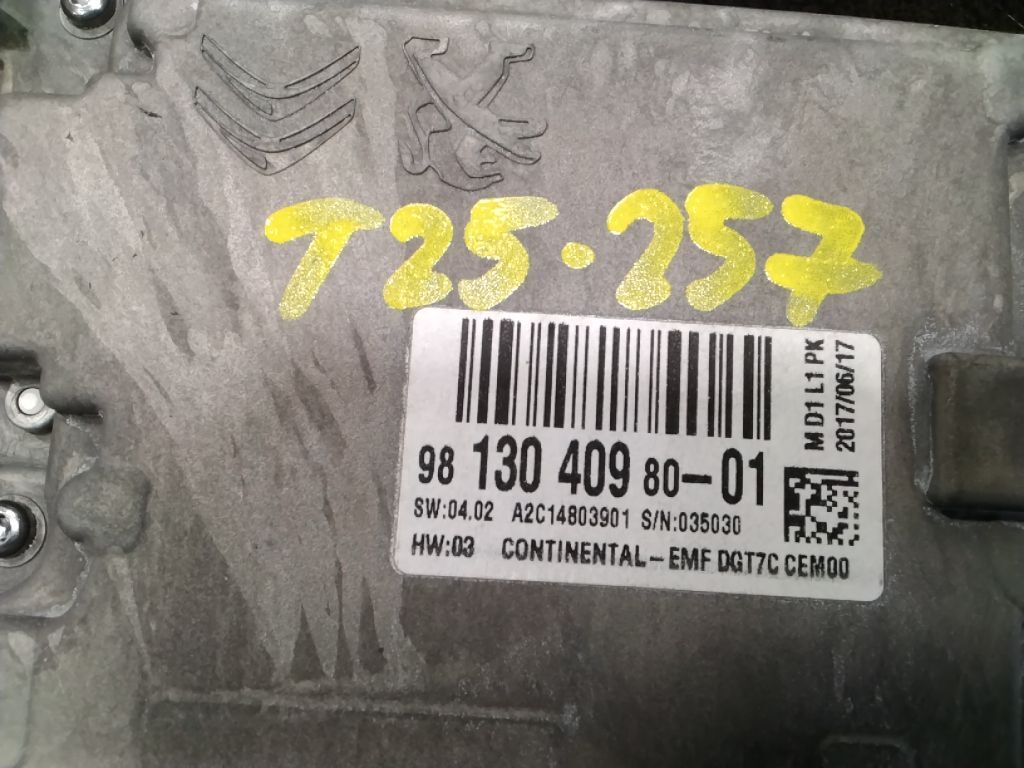 T25.257
M D1 L1 PK
2017/06/17
98 130 409 80-01
SW:04.02 A2C14803901 S/N:035030
HW:03 CONTINENTAL-EMF DGT7C CEM00